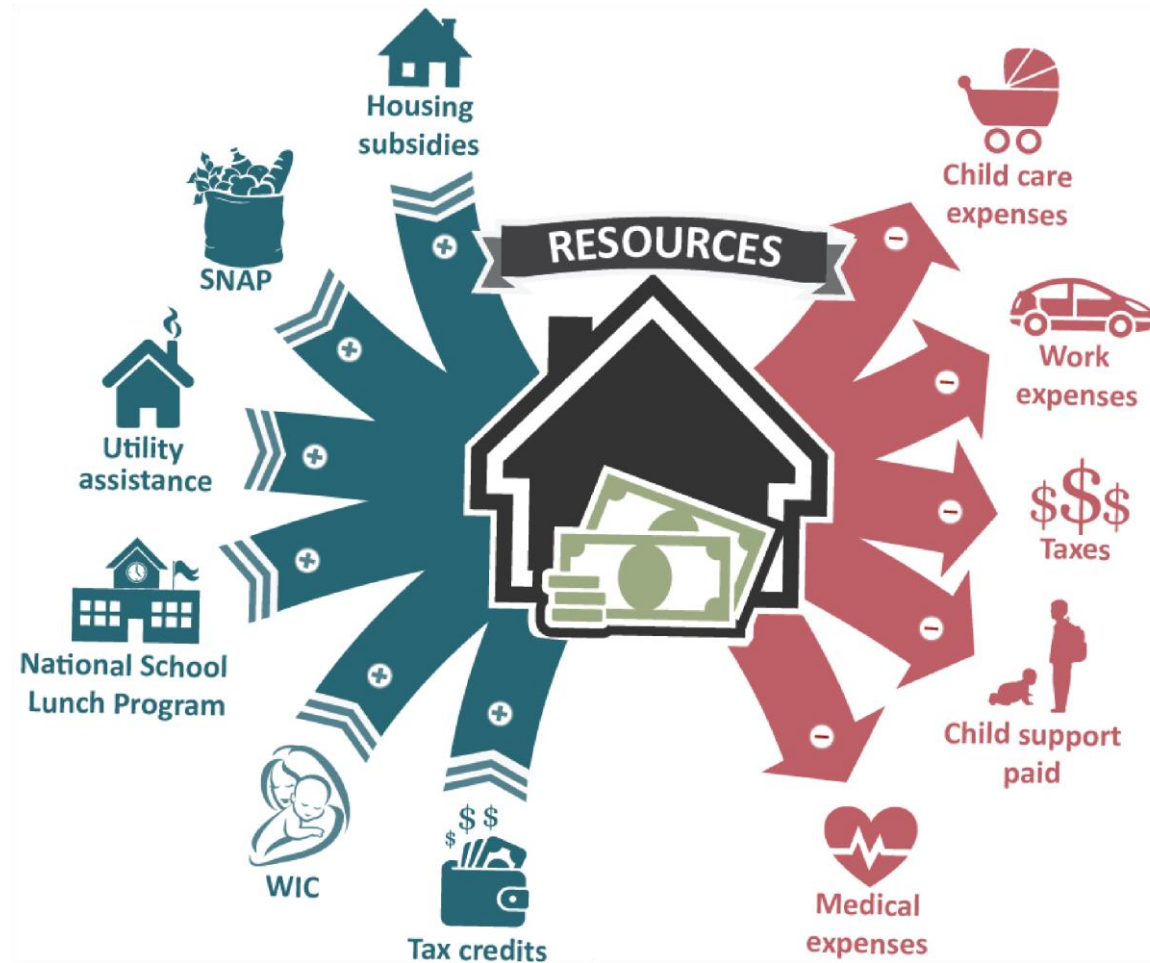 Housing
subsidies
SNAP
Utility
assistance
National School
Lunch Program
WIC
$ $ $
Tax credits
RESOURCES
Child care
expenses
Work
expenses
$$$
Taxes
Child support
paid
Medical
expenses